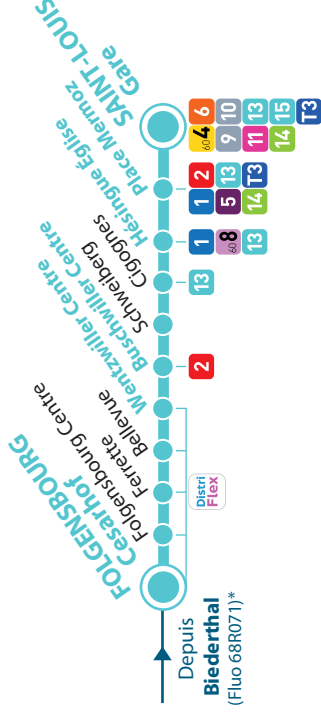 Depuis
Biederthal
(Fluo 68R071)*
FOLGENSBOURG
Cesarhof
Folgensbourg Centre
Ferrette
Bellevue
Wentzwiller Centre
Buschwiller Centre
Schweiberg
Cigognes
Hésingue Église
Place Mermoz
SAINT-LOUIS
Gare
Distri
Flex
2
13
1
608
13
1 2
5 13
14 T3
604 6
9 10
11 13
14 15
T3